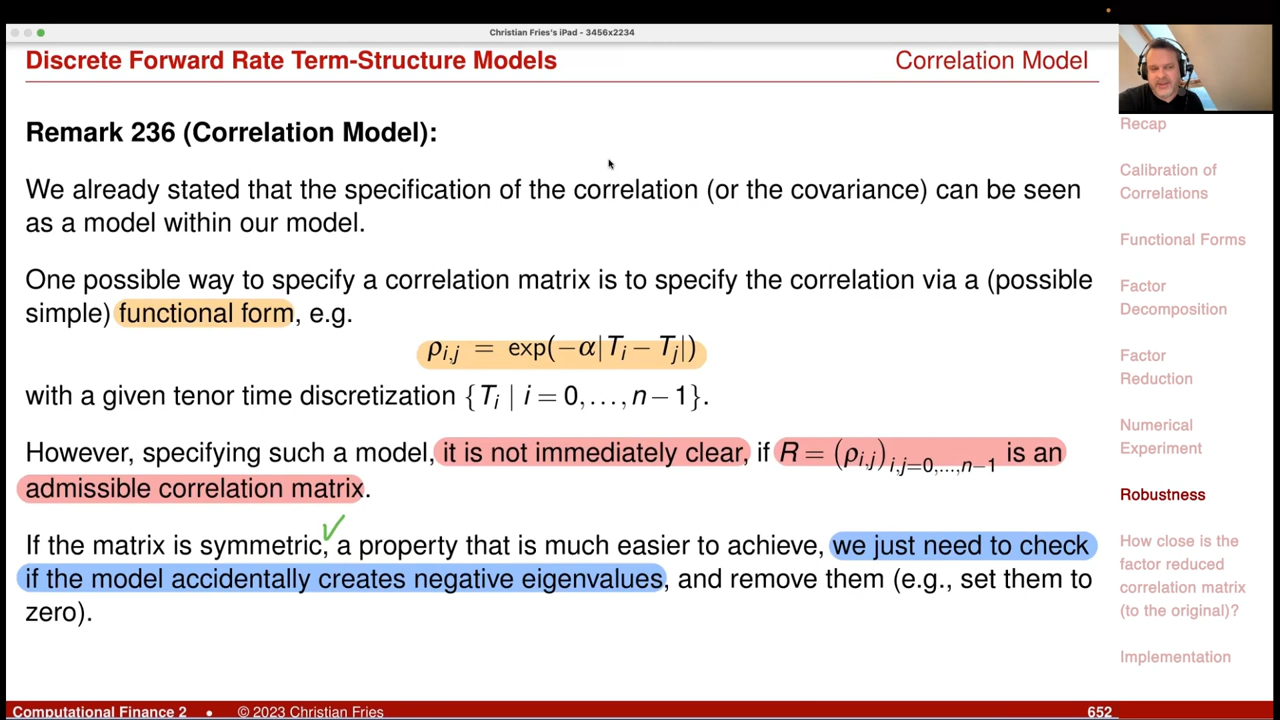 Christian Fries's iPad - 3456x2234
Discrete Forward Rate Term-Structure Models
Correlation Model
Remark 236 (Correlation Model):
We already stated that the specification of the correlation (or the covariance) can be seen
as a model within our model.
One possible way to specify a correlation matrix is to specify the correlation via a (possible
simple) functional form, e.g.
ρi,j = exp(−α|Ti − Tj|)
with a given tenor time discretization {Ti | i = 0,...,n−1}.
However, specifying such a model, it is not immediately clear, if R = (ρi,j)i,j=0,...,n−1 is an
admissible correlation matrix.
If the matrix is symmetric, a property that is much easier to achieve, we just need to check
if the model accidentally creates negative eigenvalues, and remove them (e.g., set them to
zero).
Recap
Calibration of
Correlations
Functional Forms
Factor
Decomposition
Factor
Reduction
Numerical
Experiment
Robustness
How close is the
factor reduced
correlation matrix
(to the original)?
Implementation
Computational Finance 2 • © 2023 Christian Fries
652